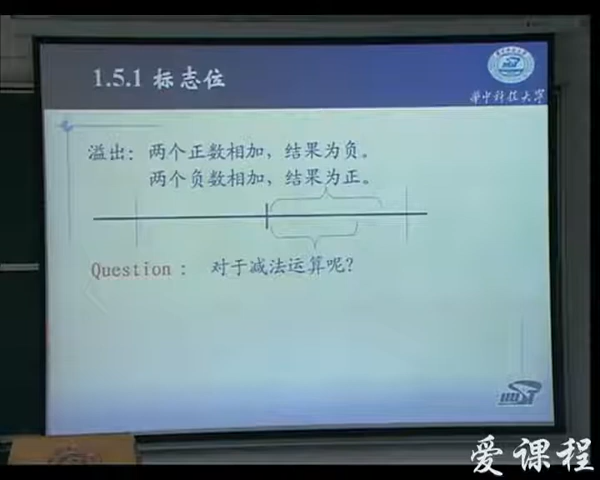 1.5.1 标志位
华中科技大学
溢出：两个正数相加，结果为负。
两个负数相加，结果为正。
Question： 对于减法运算呢？
爱课程